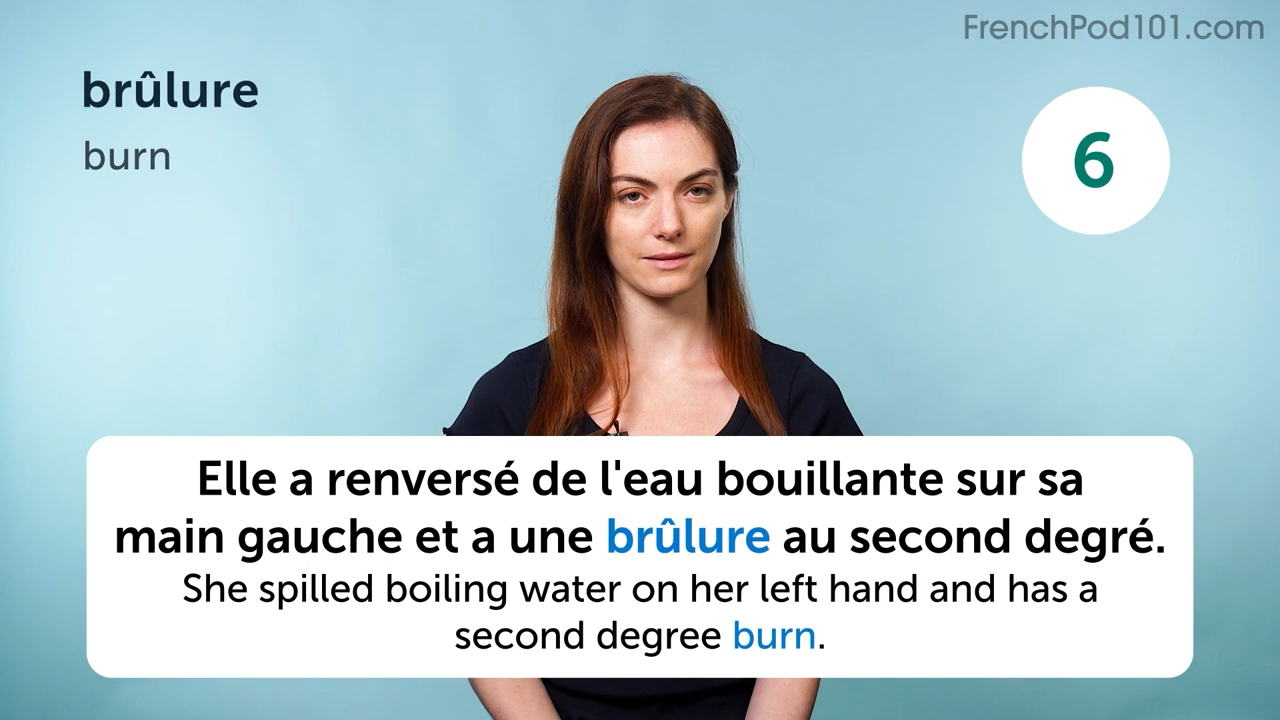 FrenchPod101.com
brûlure
burn
6
Elle a renversé de l'eau bouillante sur sa
main gauche et a une brûlure au second degré.
She spilled boiling water on her left hand and has a
second degree burn.